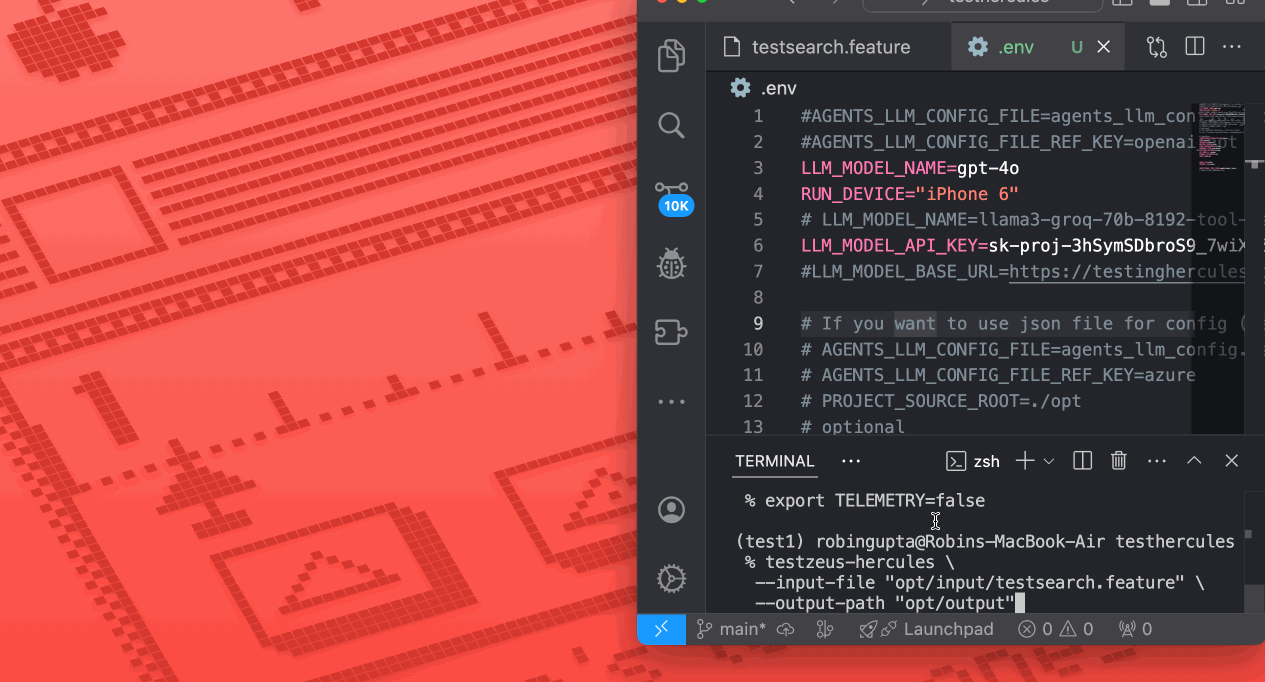 testhercules
testsearch.feature
.env U
.env
1 #AGENTS_LLM_CONFIG_FILE=agents_llm_con
2 #AGENTS_LLM_CONFIG_FILE_REF_KEY=openai_gpt
3 LLM_MODEL_NAME=gpt-4o
4 RUN_DEVICE="iPhone 6"
5 # LLM_MODEL_NAME=llama3-groq-70b-8192-tool-
6 LLM_MODEL_API_KEY=sk-proj-3hSymSDbroS9_7wiX
7 #LLM_MODEL_BASE_URL=https://testinghercules
8
9 # If you want to use json file for config (
10 # AGENTS_LLM_CONFIG_FILE=agents_llm_config.
11 # AGENTS_LLM_CONFIG_FILE_REF_KEY=azure
12 # PROJECT_SOURCE_ROOT=./opt
13 # optional
10K
TERMINAL
zsh
% export TELEMETRY=false
(test1) robingupta@Robins-MacBook-Air testhercules
% testzeus-hercules \
--input-file "opt/input/testsearch.feature" \
--output-path "opt/output"
main* Launchpad 0 0 0